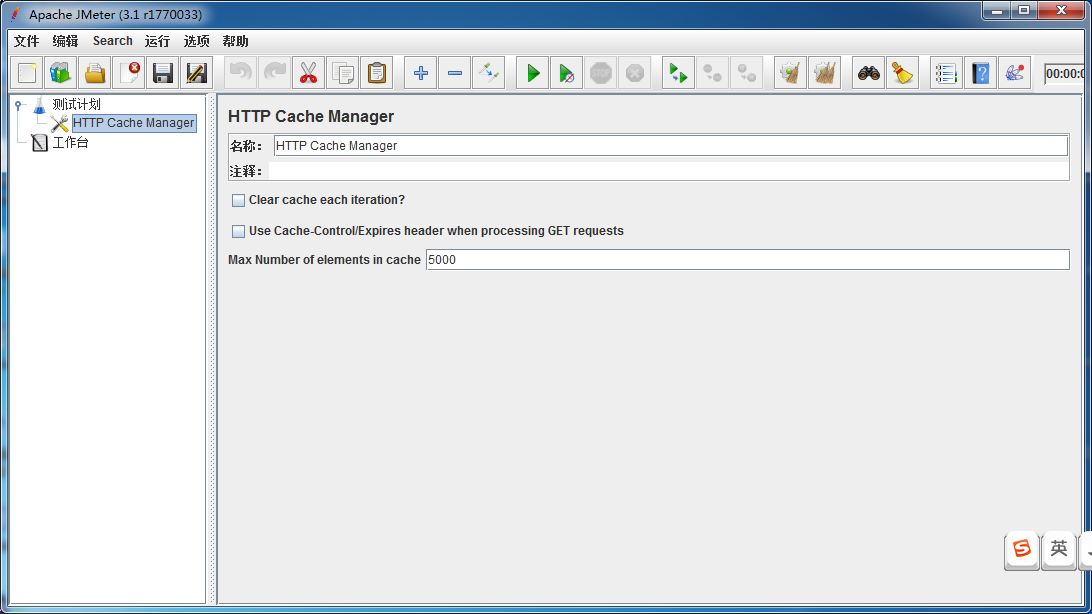 Apache JMeter (3.1 r1770033)
文件 编辑 Search 运行 选项 帮助
STOP
00:00:0
测试计划
HTTP Cache Manager
工作台
HTTP Cache Manager
名称： HTTP Cache Manager
注释：
Clear cache each iteration?
Use Cache-Control/Expires header when processing GET requests
Max Number of elements in cache 5000
英